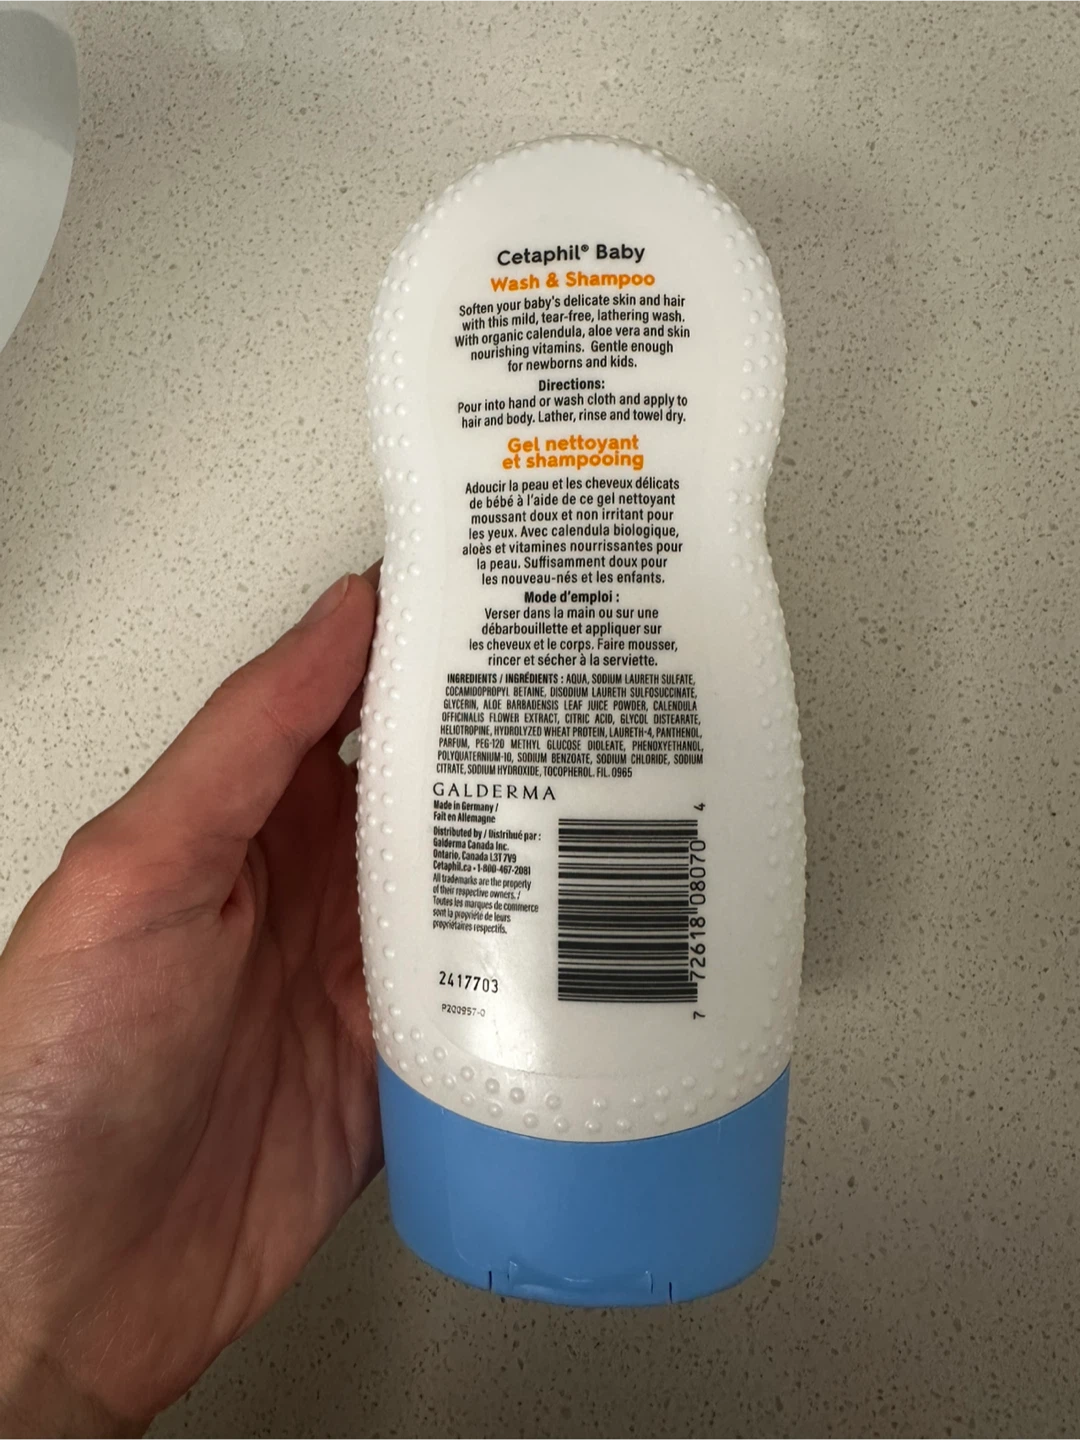 Cetaphil® Baby
Wash & Shampoo
Soften your baby's delicate skin and hair
with this mild, tear-free, lathering wash.
With organic calendula, aloe vera and skin
nourishing vitamins. Gentle enough
for newborns and kids.
Directions:
Pour into hand or wash cloth and apply to
hair and body. Lather, rinse and towel dry.
Gel nettoyant
et shampooing
Adoucir la peau et les cheveux délicats
de bébé à l'aide de ce gel nettoyant
moussant doux et non irritant pour
les yeux. Avec calendula biologique,
aloès et vitamines nourrissantes pour
la peau. Suffisamment doux pour
les nouveau-nés et les enfants.
Mode d'emploi :
Verser dans la main ou sur une
débarbouillette et appliquer sur
les cheveux et le corps. Faire mousser,
rincer et sécher à la serviette.
INGREDIENTS / INGRÉDIENTS : AQUA, SODIUM LAURETH SULFATE,
COCAMIDOPROPYL BETAINE, DISODIUM LAURETH SULFOSUCCINATE,
GLYCERIN, ALOE BARBADENSIS LEAF JUICE POWDER, CALENDULA
OFFICINALIS FLOWER EXTRACT, CITRIC ACID, GLYCOL DISTEARATE,
HELIOTROPINE, HYDROLYZED WHEAT PROTEIN, LAURETH-4, PANTHENOL,
PARFUM, PEG-120 METHYL GLUCOSE DIOLEATE, PHENOXYETHANOL,
POLYQUATERNIUM-10, SODIUM BENZOATE, SODIUM CHLORIDE, SODIUM
CITRATE, SODIUM HYDROXIDE, TOCOPHEROL. FIL. 0965
GALDERMA
Made in Germany /
Fait en Allemagne
Distributed by / Distribué par :
Galderma Canada Inc.
Ontario, Canada L3T 7V9
Cetaphil.ca • 1-800-467-2081
All trademarks are the property
of their respective owners. /
Toutes les marques de commerce
sont la propriété de leurs
propriétaires respectifs.
7 72618 08070 4
2417703
P200957-0